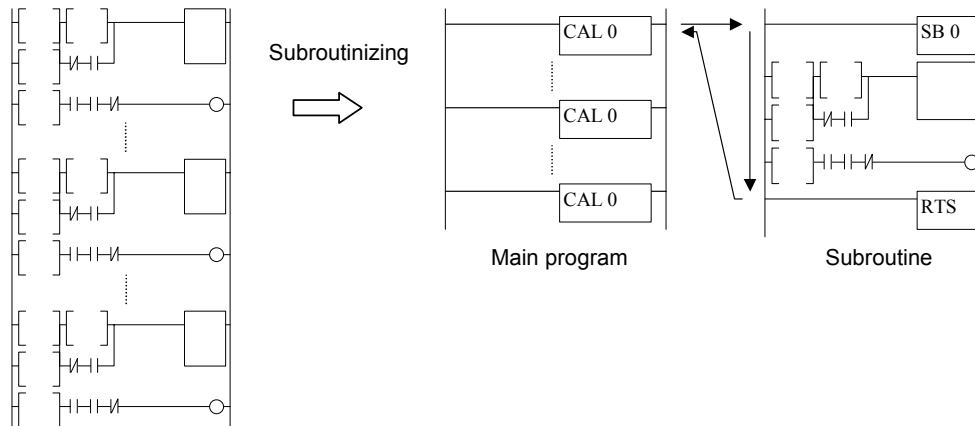 Subroutinizing
CAL 0
CAL 0
CAL 0
Main program
SB 0
RTS
Subroutine